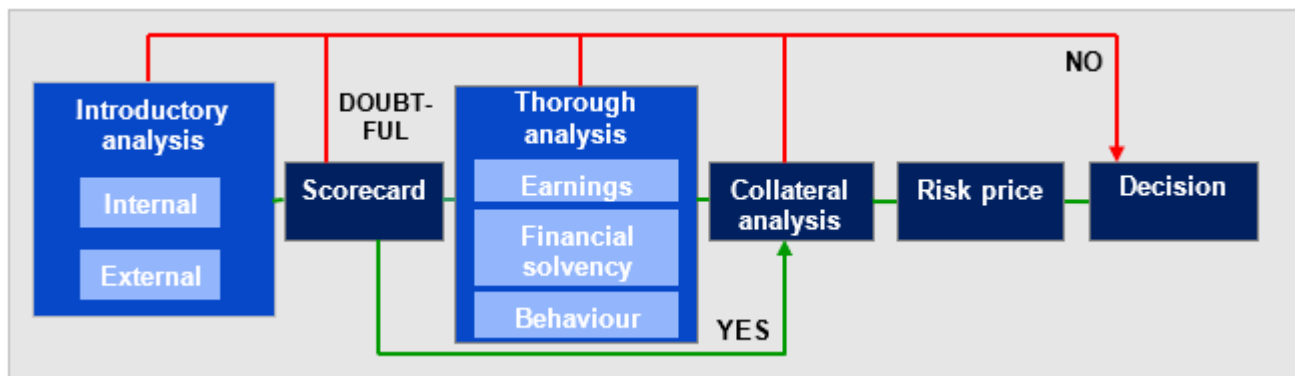 NO
DOUBT-
FUL
Introductory
analysis
Internal
External
Scorecard
Thorough
analysis
Earnings
Financial
solvency
Behaviour
YES
Collateral
analysis
Risk price
Decision